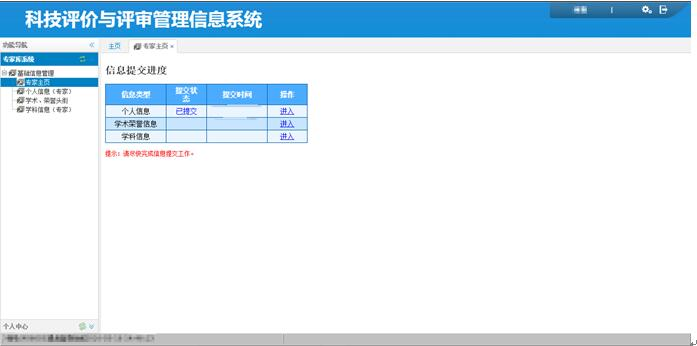 科技评价与评审管理信息系统
功能导航
主页
专家主页
专家库系统
基础信息管理
专家主页
个人信息（专家）
学术、荣誉头衔
学科信息（专家）
信息提交进度
信息类型 提交状态 提交时间 操作
个人信息 已提交 进入
学术荣誉信息 进入
学科信息 进入
提示：请尽快完成信息提交工作。
个人中心